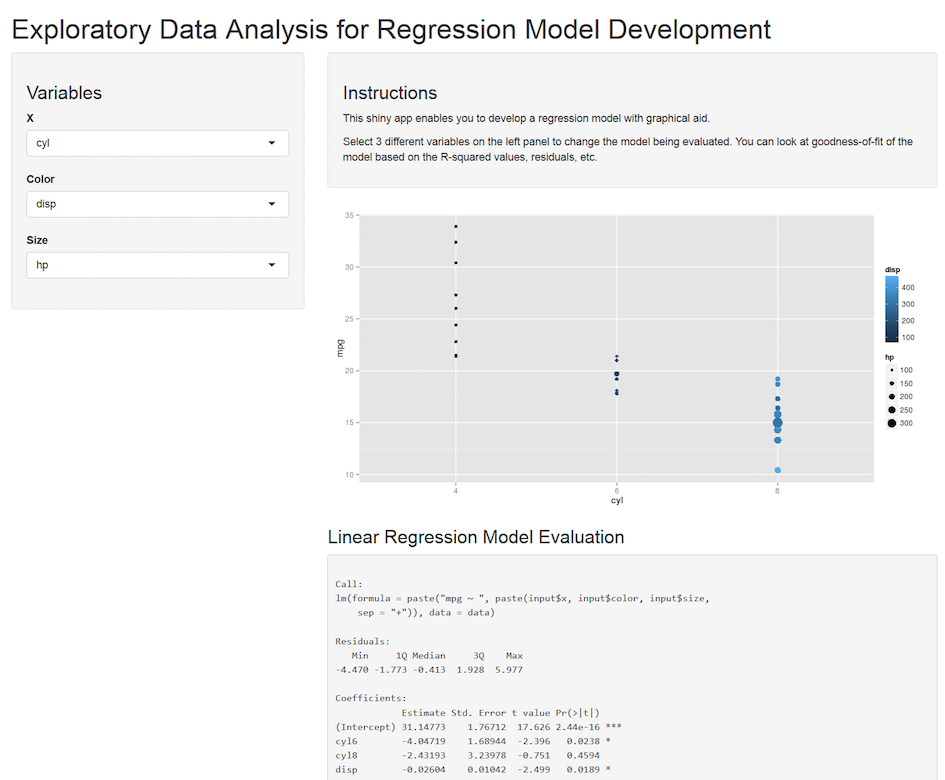 Exploratory Data Analysis for Regression Model Development
Variables
X
cyl
Color
disp
Size
hp
Instructions
This shiny app enables you to develop a regression model with graphical aid.
Select 3 different variables on the left panel to change the model being evaluated. You can look at goodness-of-fit of the
model based on the R-squared values, residuals, etc.
35
30
25
20
15
10
mpg
4
6
8
cyl
disp
400
300
200
100
hp
100
150
200
250
300
Linear Regression Model Evaluation
Call:
lm(formula = paste("mpg ~ ", paste(input$x, input$color, input$size,
sep = "+")), data = data)
Residuals:
Min 1Q Median 3Q Max
-4.470 -1.773 -0.413 1.928 5.977
Coefficients:
Estimate Std. Error t value Pr(>|t|)
(Intercept) 31.14773 1.76712 17.626 2.44e-16 ***
cyl6 -4.04719 1.68944 -2.396 0.0238 *
cyl8 -2.43193 3.23978 -0.751 0.4594
disp -0.02604 0.01042 -2.499 0.0189 *